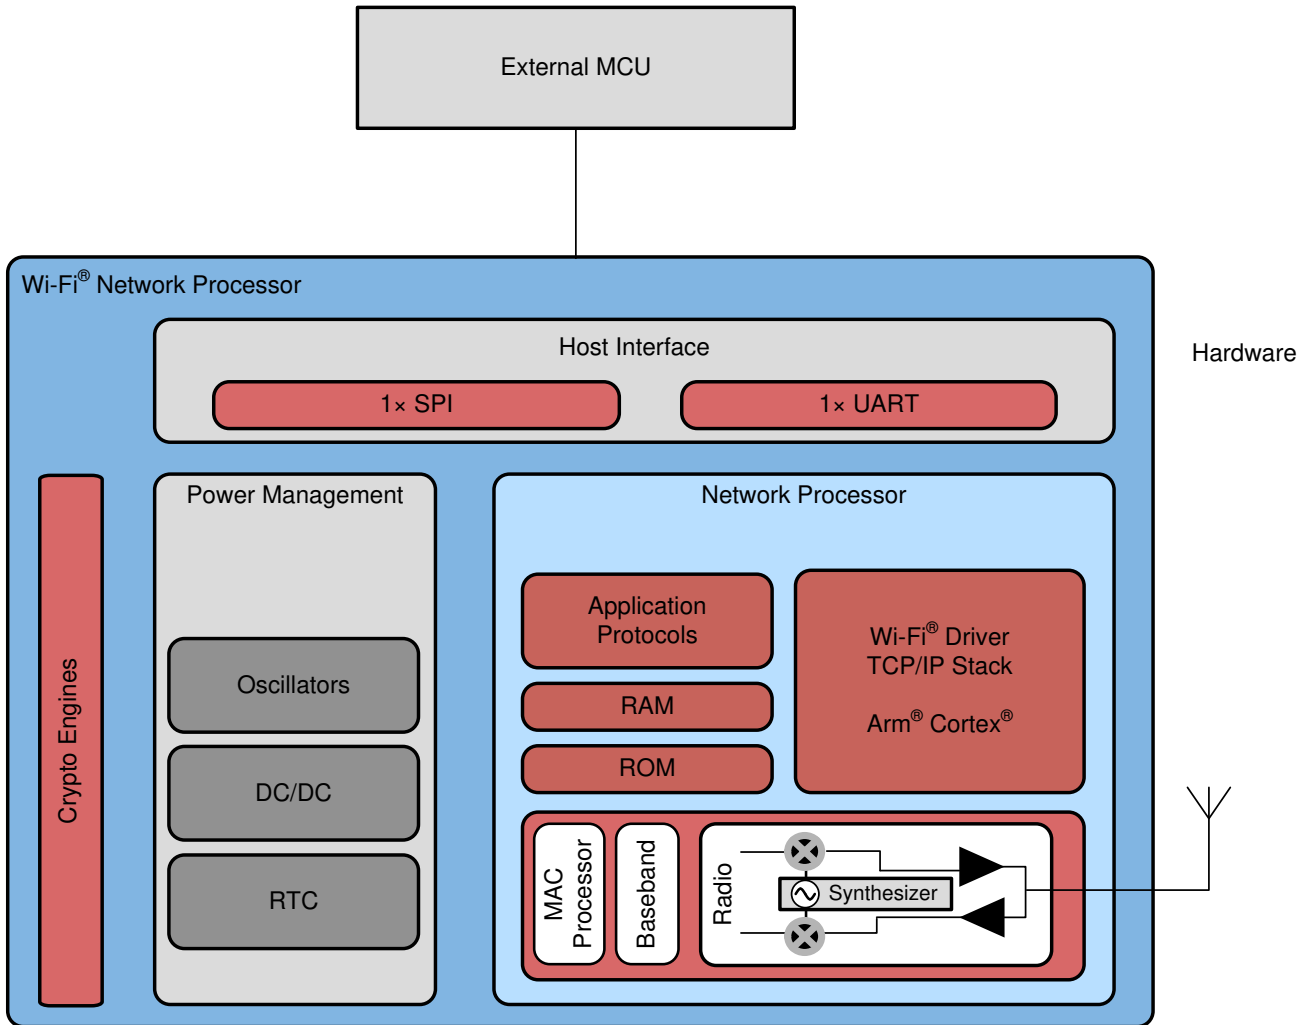 External MCU
Wi-Fi® Network Processor
Host Interface
Hardware
1× SPI
1× UART
Crypto Engines
Power Management
Oscillators
DC/DC
RTC
Network Processor
Application
Protocols
RAM
ROM
Wi-Fi® Driver
TCP/IP Stack
Arm® Cortex®
MAC
Processor
Baseband
Radio
Synthesizer